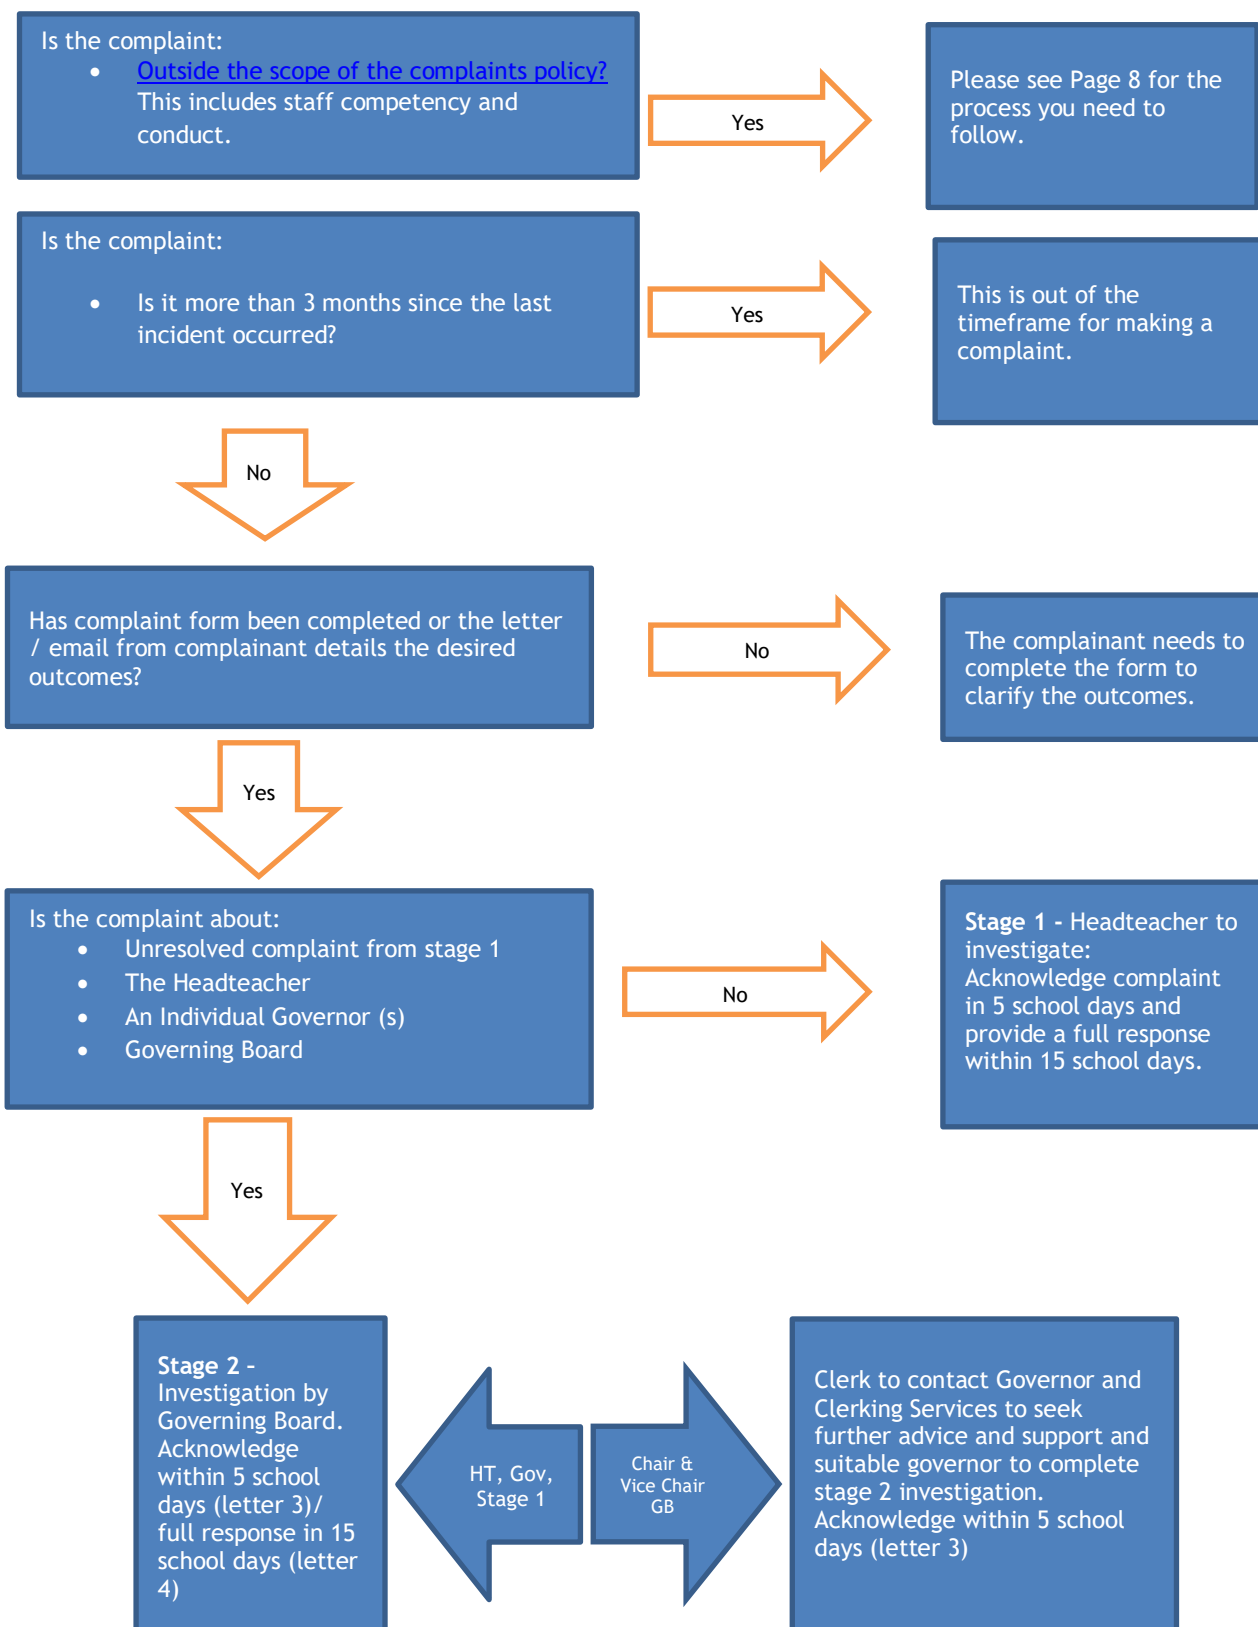 Is the complaint:
• Outside the scope of the complaints policy?
This includes staff competency and
conduct.
Yes
Please see Page 8 for the
process you need to
follow.
Is the complaint:
• Is it more than 3 months since the last
incident occurred?
Yes
This is out of the
timeframe for making a
complaint.
No
Has complaint form been completed or the letter
/ email from complainant details the desired
outcomes?
No
The complainant needs to
complete the form to
clarify the outcomes.
Yes
Is the complaint about:
• Unresolved complaint from stage 1
• The Headteacher
• An Individual Governor (s)
• Governing Board
No
Stage 1 - Headteacher to
investigate:
Acknowledge complaint
in 5 school days and
provide a full response
within 15 school days.
Yes
Stage 2 –
Investigation by
Governing Board.
Acknowledge
within 5 school
days (letter 3)/
full response in 15
school days (letter
4)
HT, Gov,
Stage 1
Chair &
Vice Chair
GB
Clerk to contact Governor and
Clerking Services to seek
further advice and support and
suitable governor to complete
stage 2 investigation.
Acknowledge within 5 school
days (letter 3)